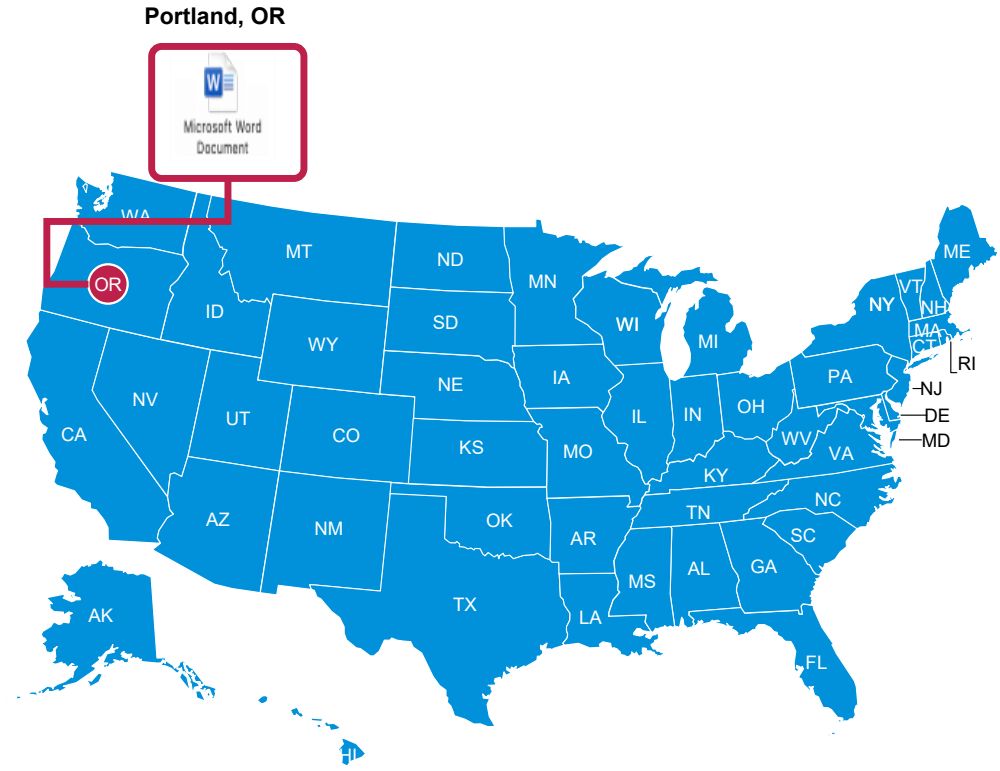 Portland, OR
W
Microsoft Word
Document
WA
OR
MT
ND
MN
ID
WY
SD
WI
MI
NY
VT
NH
ME
MA
CT
RI
NJ
DE
MD
PA
CA
NV
UT
CO
NE
KS
IA
MO
IL
IN
OH
KY
WV
VA
AZ
NM
OK
AR
TN
NC
SC
TX
LA
MS
AL
GA
FL
AK
HI